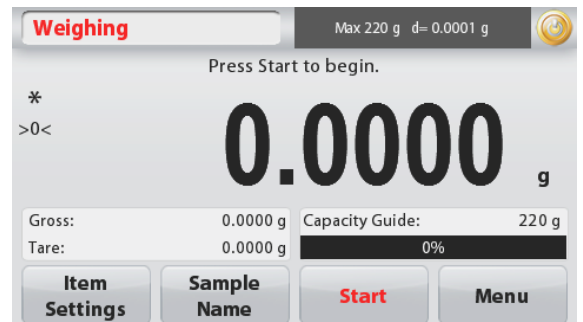 Weighing
Max 220 g d= 0.0001 g
Press Start to begin.
*
>0<
0.0000 g
Gross: 0.0000 g
Tare: 0.0000 g
Capacity Guide: 220 g
0%
Item Settings
Sample Name
Start
Menu